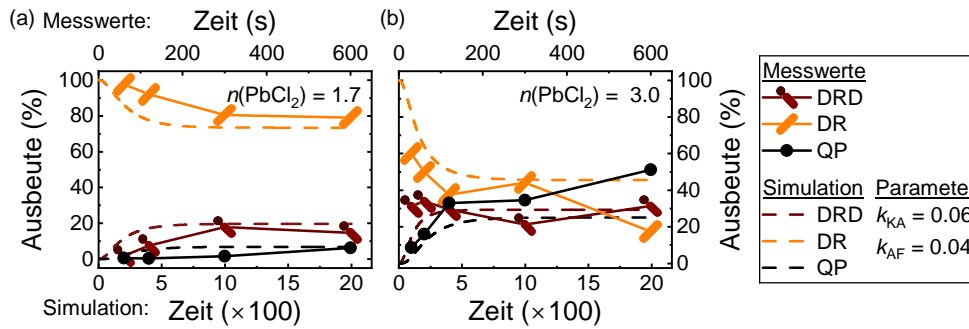 (a) Messwerte: Zeit (s) (b) Zeit (s)
0 200 400 600 0 200 400 600
100
80
60
40
20
0
Ausbeute (%)
n(PbCl₂) = 1.7
n(PbCl₂) = 3.0
100
80
60
40
20
0
Ausbeute (%)
0 5 10 15 20 0 5 10 15 20
Simulation: Zeit (×100) Zeit (×100)
Messwerte
DRD
DR
QP
Simulation Paramete
DRD k_KA = 0.06
DR k_AF = 0.04
QP